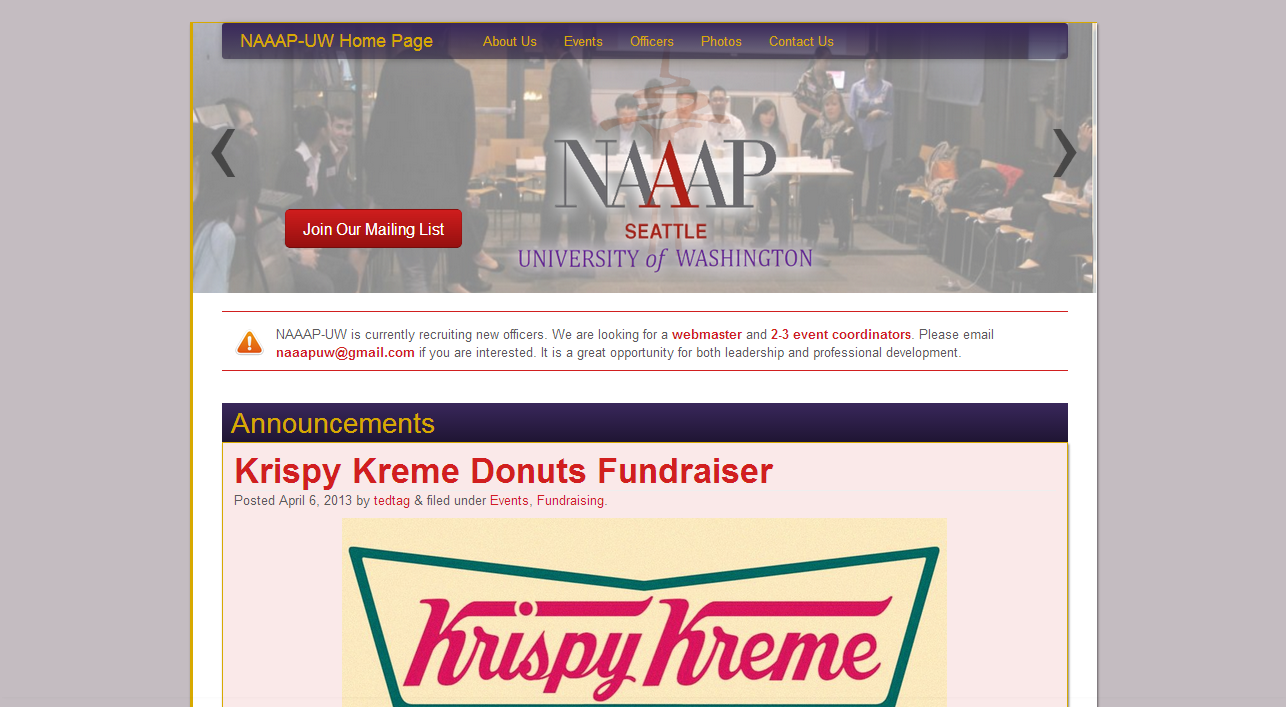 NAAAP-UW Home Page About Us Events Officers Photos Contact Us
NAAAP
SEATTLE
UNIVERSITY of WASHINGTON
Join Our Mailing List
NAAAP-UW is currently recruiting new officers. We are looking for a webmaster and 2-3 event coordinators. Please email
naaapuw@gmail.com if you are interested. It is a great opportunity for both leadership and professional development.
Announcements
Krispy Kreme Donuts Fundraiser
Posted April 6, 2013 by tedtag & filed under Events, Fundraising.
Krispy Kreme